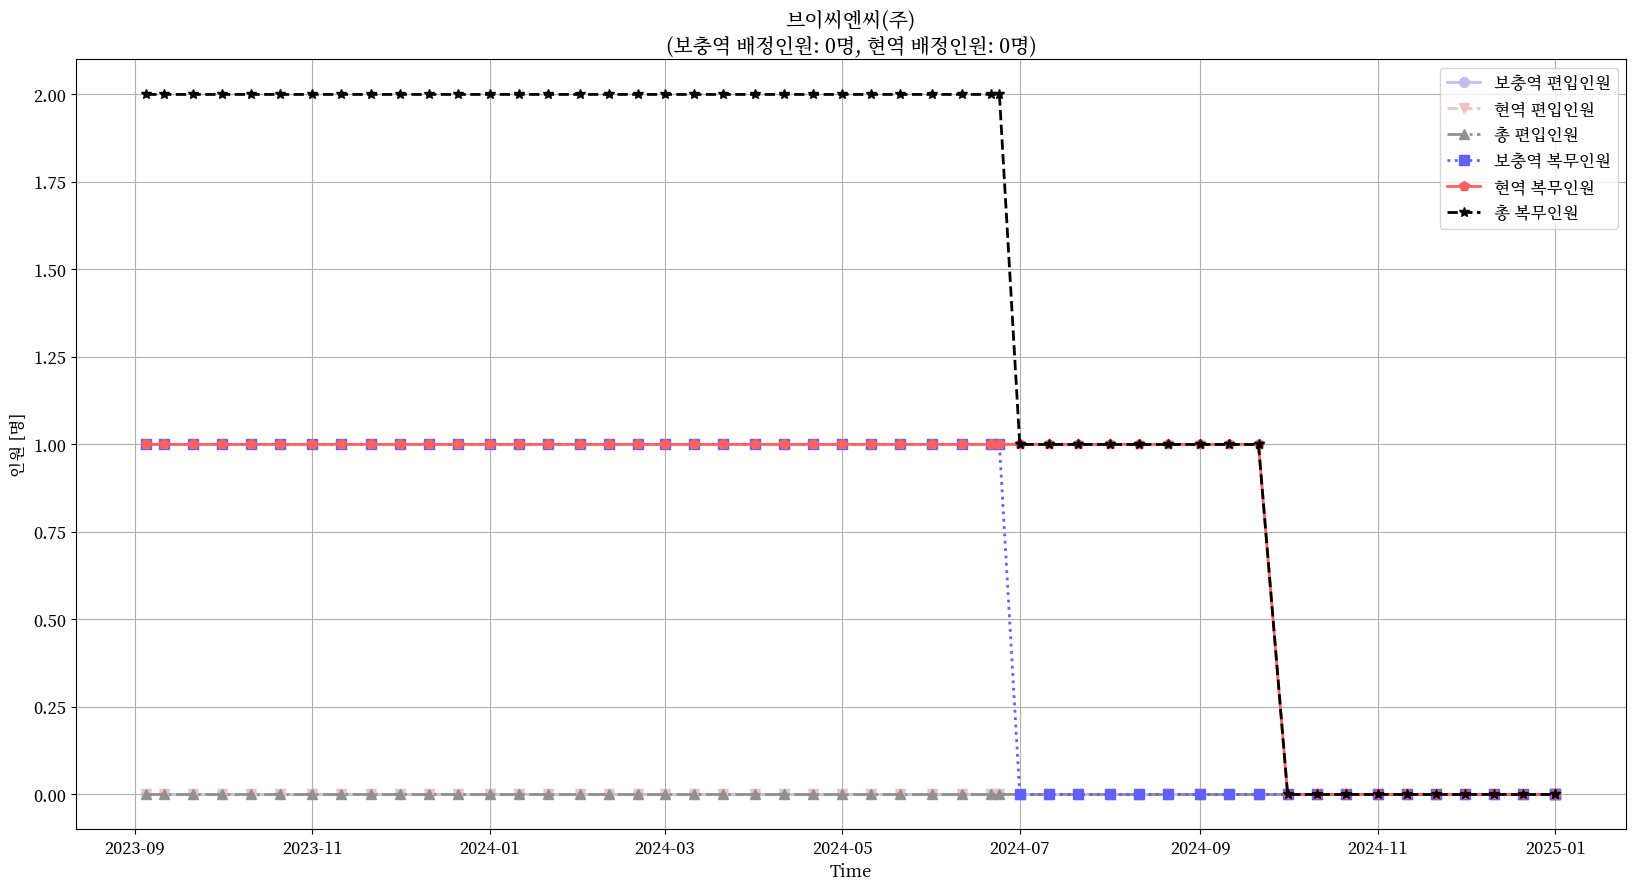 브이씨엔씨(주)
(보충역 배정인원: 0명, 현역 배정인원: 0명)
보충역 편입인원
현역 편입인원
총 편입인원
보충역 복무인원
현역 복무인원
총 복무인원
인원 [명]
2.00
1.75
1.50
1.25
1.00
0.75
0.50
0.25
0.00
2023-09 2023-11 2024-01 2024-03 2024-05 2024-07 2024-09 2024-11 2025-01
Time